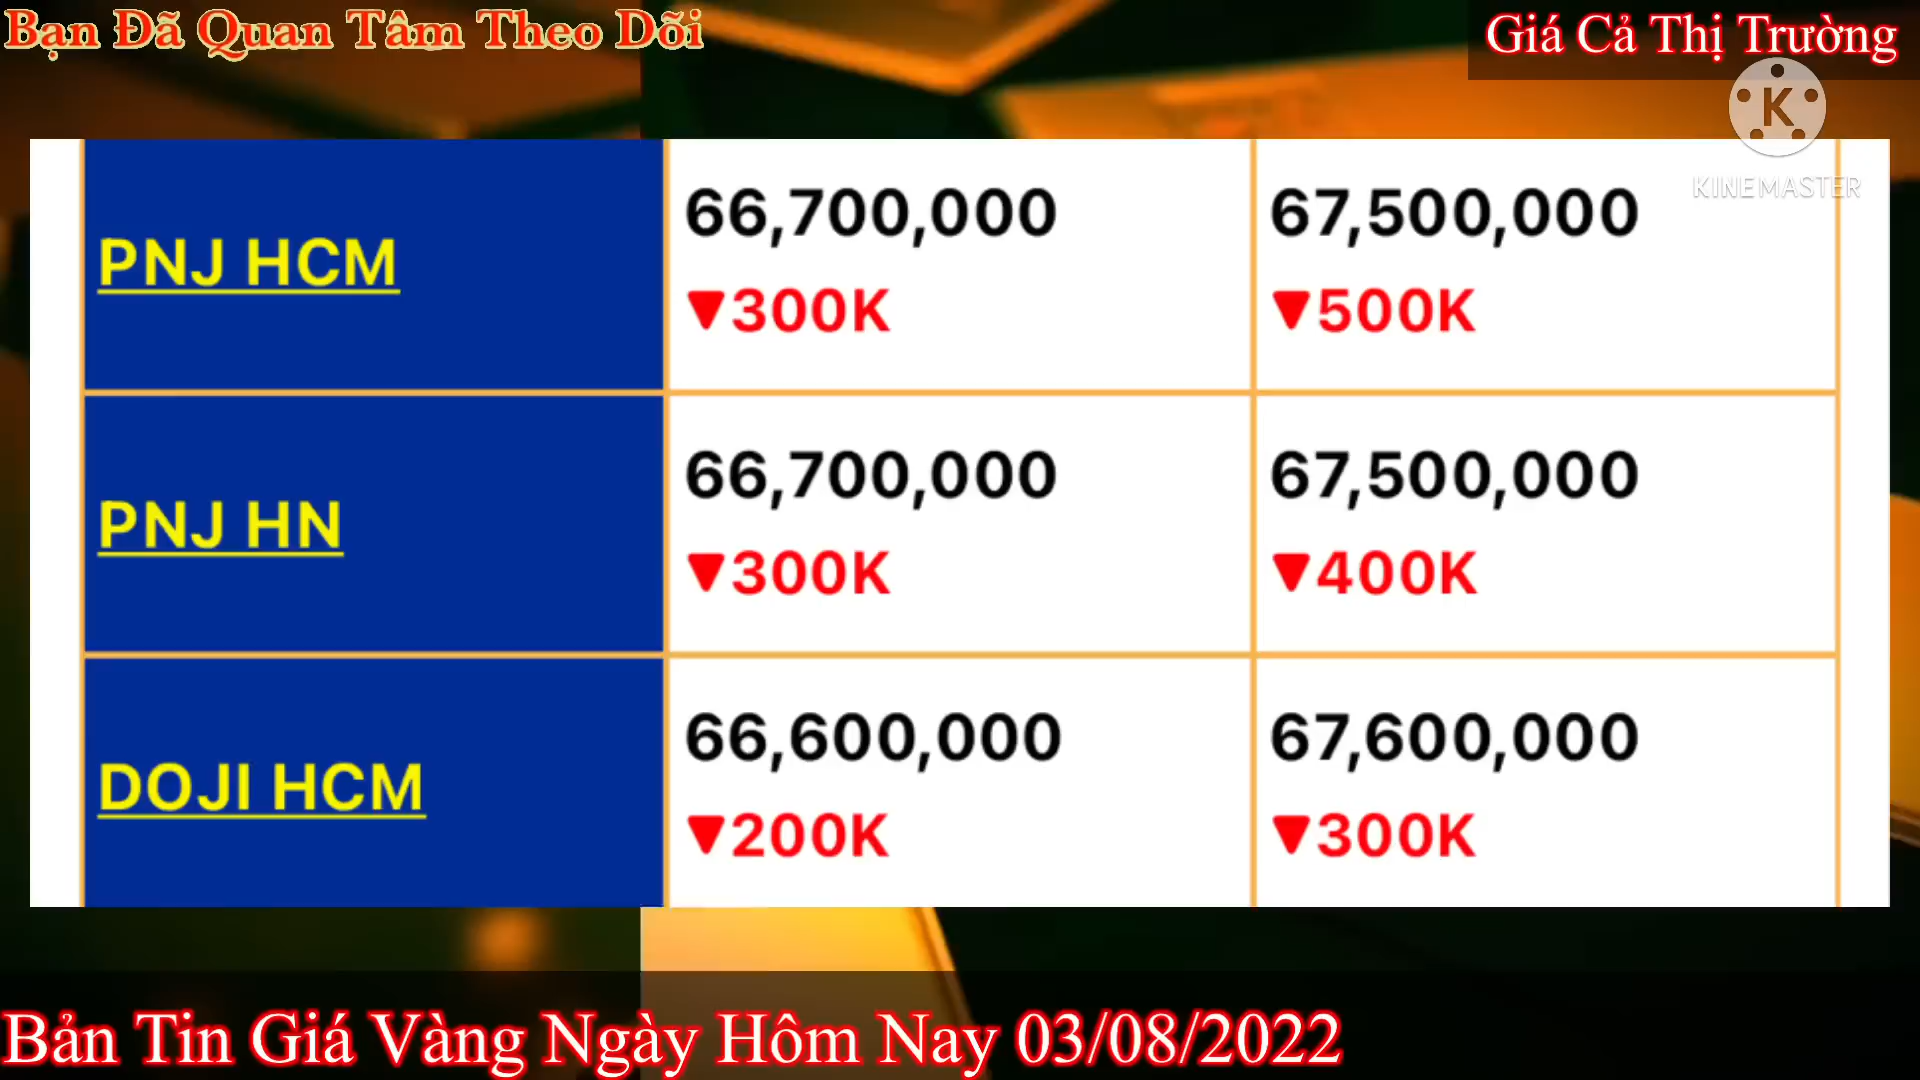 Bạn Đã Quan Tâm Theo Dõi
Giá Cả Thị Trường
K
KINEMASTER
PNJ HCM
66,700,000
67,500,000
▼300K
▼500K
PNJ HN
66,700,000
67,500,000
▼300K
▼400K
DOJI HCM
66,600,000
67,600,000
▼200K
▼300K
Bản Tin Giá Vàng Ngày Hôm Nay 03/08/2022